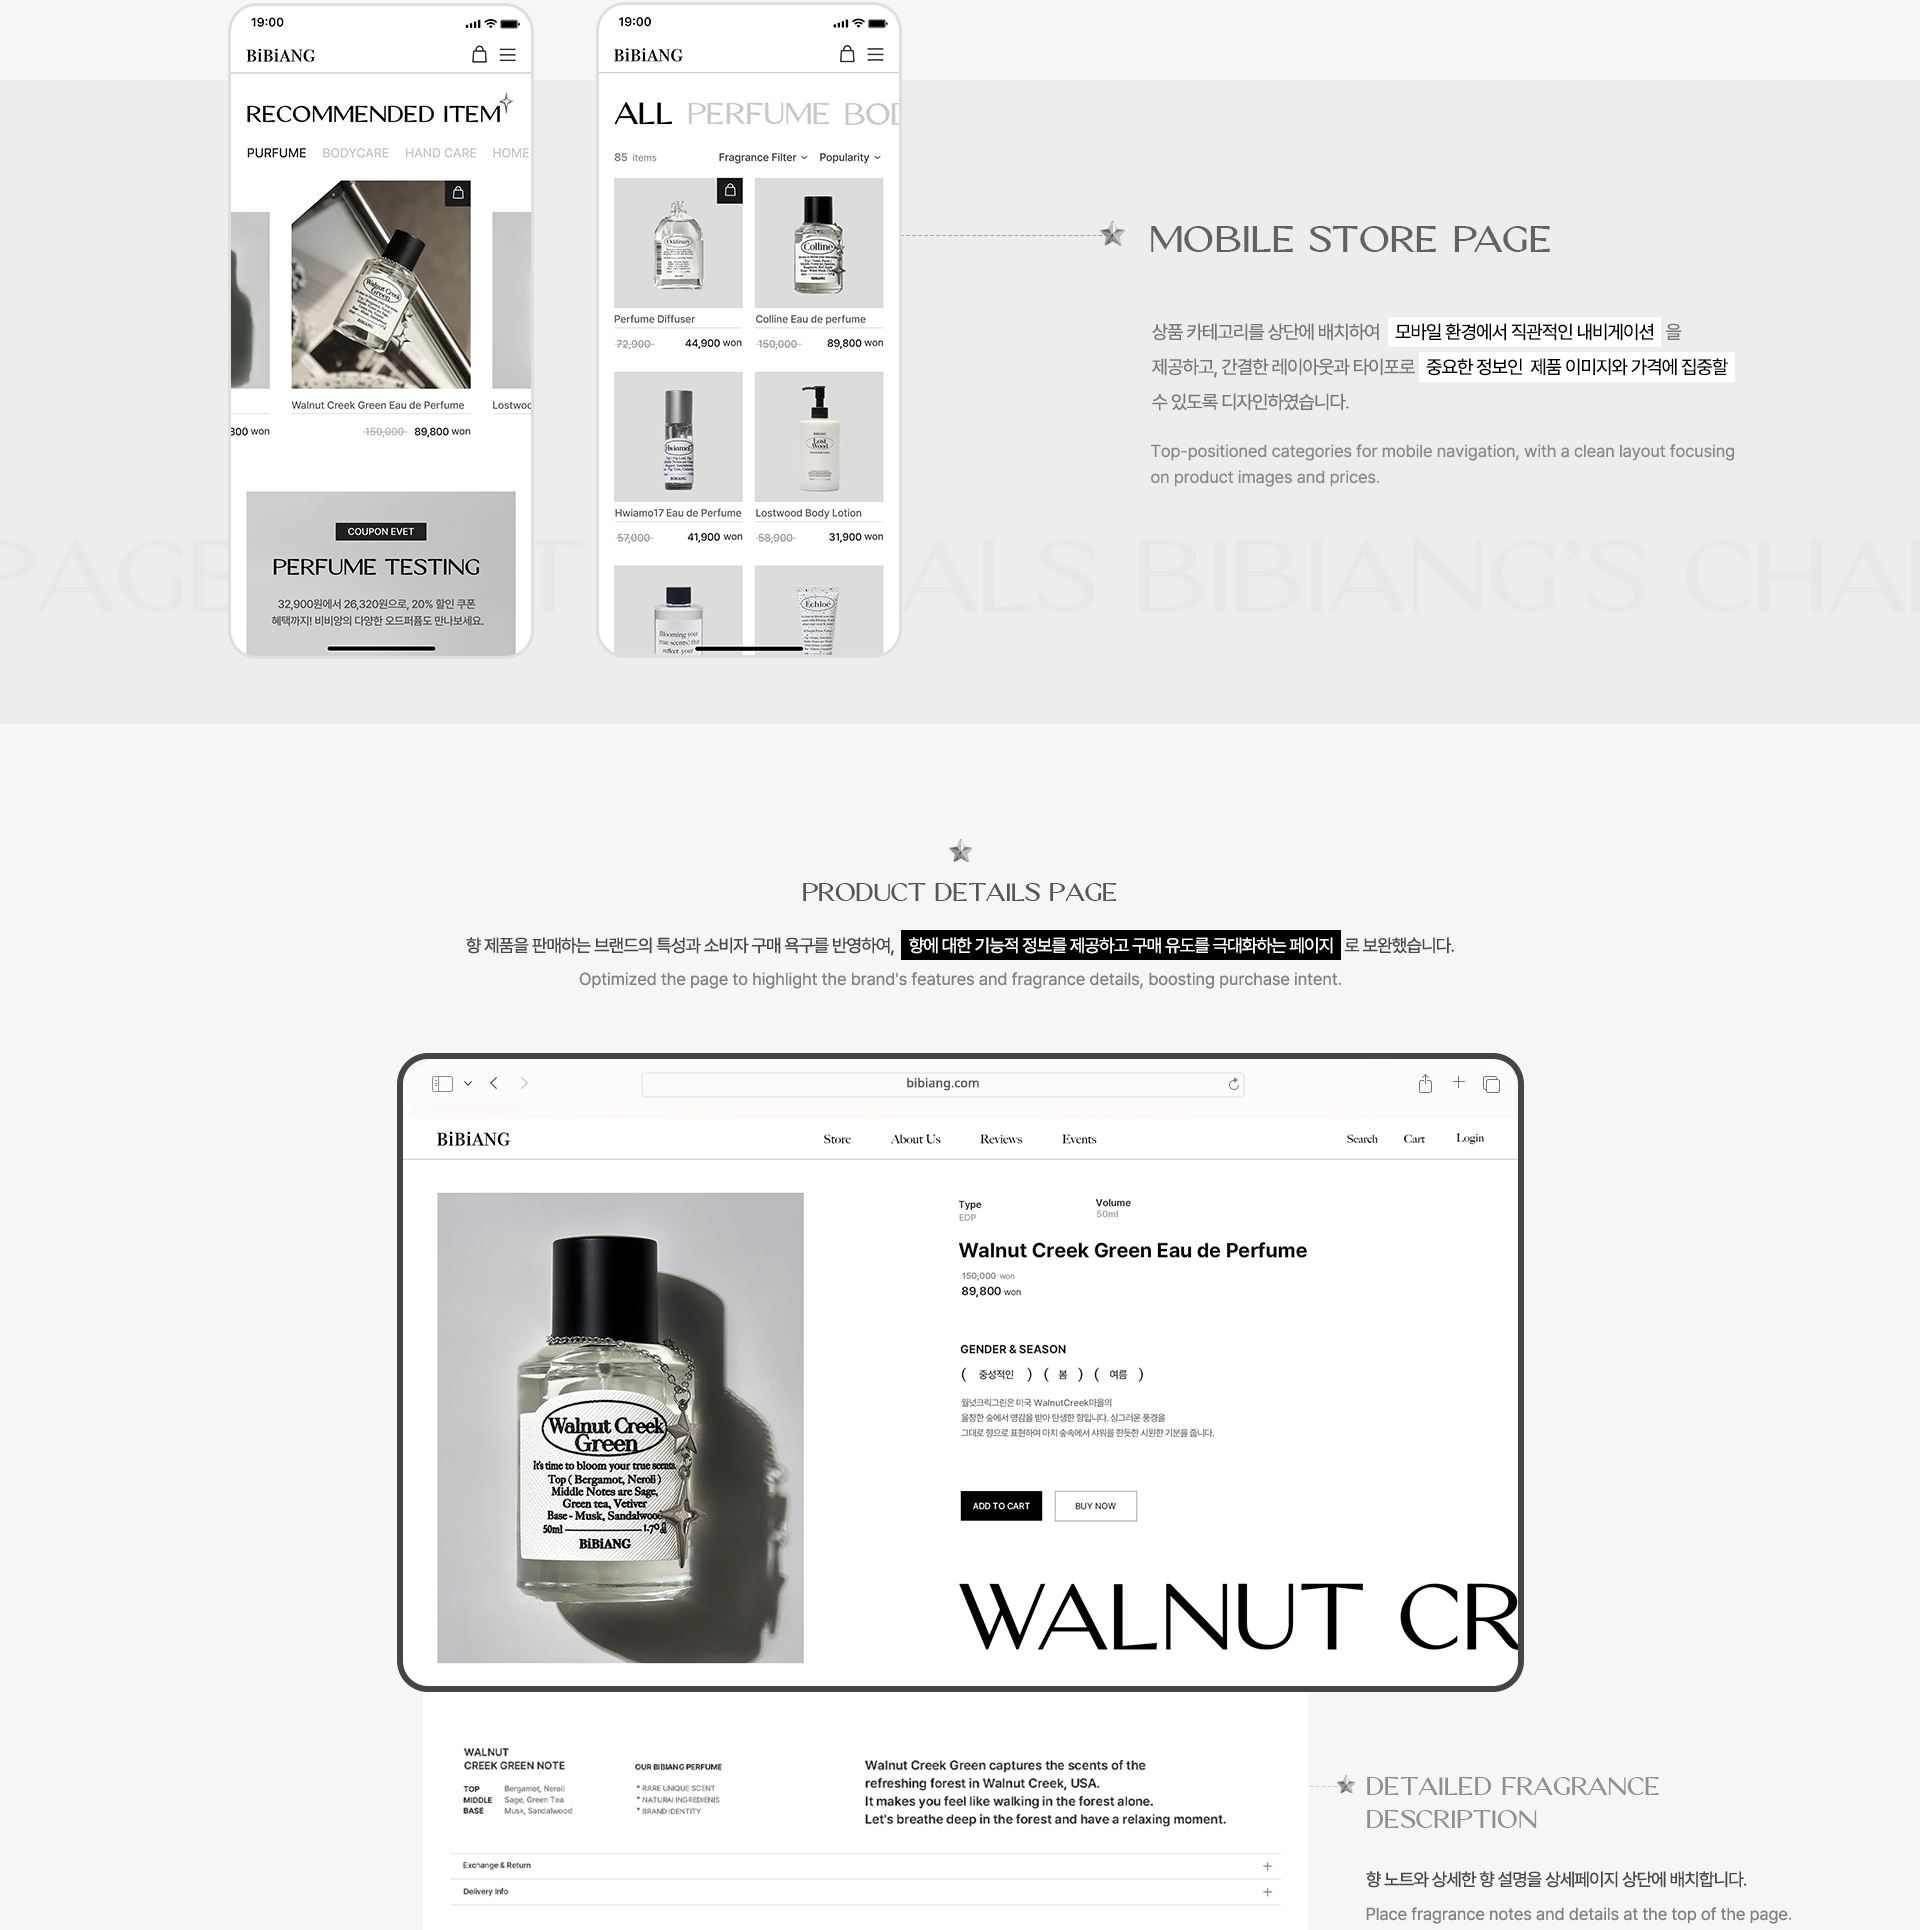 19:00
BiBiANG
RECOMMENDED ITEM
PURFUME BODYCARE HAND CARE HOME
Walnut Creek
Green
BiBiANG
Walnut Creek Green Eau de Perfume
Lostwoo
300 won
150,000 89,800 won
COUPON EVET
PERFUME TESTING
32,900원에서 26,320원으로, 20% 할인 쿠폰
혜택까지! 비비앙의 다양한 오드퍼퓸도 만나보세요.
19:00
BiBiANG
ALL PERFUME BOD
85 items
Fragrance Filter Popularity
Oddinary
Colline
BiBiANG
Perfume Diffuser
Colline Eau de perfume
72,900 44,900 won
150,000 89,800 won
Hwiamo17
BiBiANG
Lost
Wood
Hwiamo17 Eau de Perfume
Lostwood Body Lotion
57,000 41,900 won
58,900 31,900 won
Blooming your
true scents) that
reflect your
Echloé
MOBILE STORE PAGE
상품 카테고리를 상단에 배치하여 모바일 환경에서 직관적인 내비게이션 을
제공하고, 간결한 레이아웃과 타이포로 중요한 정보인 제품 이미지와 가격에 집중할
수 있도록 디자인하였습니다.
Top-positioned categories for mobile navigation, with a clean layout focusing
on product images and prices.
PAGE T ALS BIBIANG'S CHA
PRODUCT DETAILS PAGE
향 제품을 판매하는 브랜드의 특성과 소비자 구매 욕구를 반영하여, 향에 대한 기능적 정보를 제공하고 구매 유도를 극대화하는 페이지 로 보완했습니다.
Optimized the page to highlight the brand's features and fragrance details, boosting purchase intent.
bibiang.com
BiBiANG
Store About Us Reviews Events
Search Cart Login
Walnut Creek
Green
It's time to bloom your true scents.
Top ( Bergamot, Neroli )
Middle Notes are Sage,
Green tea, Vetiver
Base - Musk, Sandalwood
50ml 1.70
BiBiANG
Type
EDP
Volume
50ml
Walnut Creek Green Eau de Perfume
150,000 won
89,800 won
GENDER & SEASON
( 중성적인 ) ( 봄 ) ( 여름 )
월넛크릭그린은 미국 WalnutCreek마을의
울창한 숲에서 영감을 받아 탄생한 향입니다. 싱그러운 풍경을
그대로 향으로 표현하여 마치 숲속에서 샤워를 한듯한 시원한 기분을 줍니다.
ADD TO CART
BUY NOW
WALNUT CR
WALNUT
CREEK GREEN NOTE
TOP Bergamot, Neroli
MIDDLE Sage, Green Tea
BASE Musk, Sandalwood
OUR BIBIANG PERFUME
* RARE UNIQUE SCENT
* NATURAl INGREDIENIS
* BRAND IDENTITY
Walnut Creek Green captures the scents of the
refreshing forest in Walnut Creek, USA.
It makes you feel like walking in the forest alone.
Let's breathe deep in the forest and have a relaxing moment.
Exchange & Return +
Delivery Info +
DETAILED FRAGRANCE
DESCRIPTION
향 노트와 상세한 향 설명을 상세페이지 상단에 배치합니다.
Place fragrance notes and details at the top of the page.